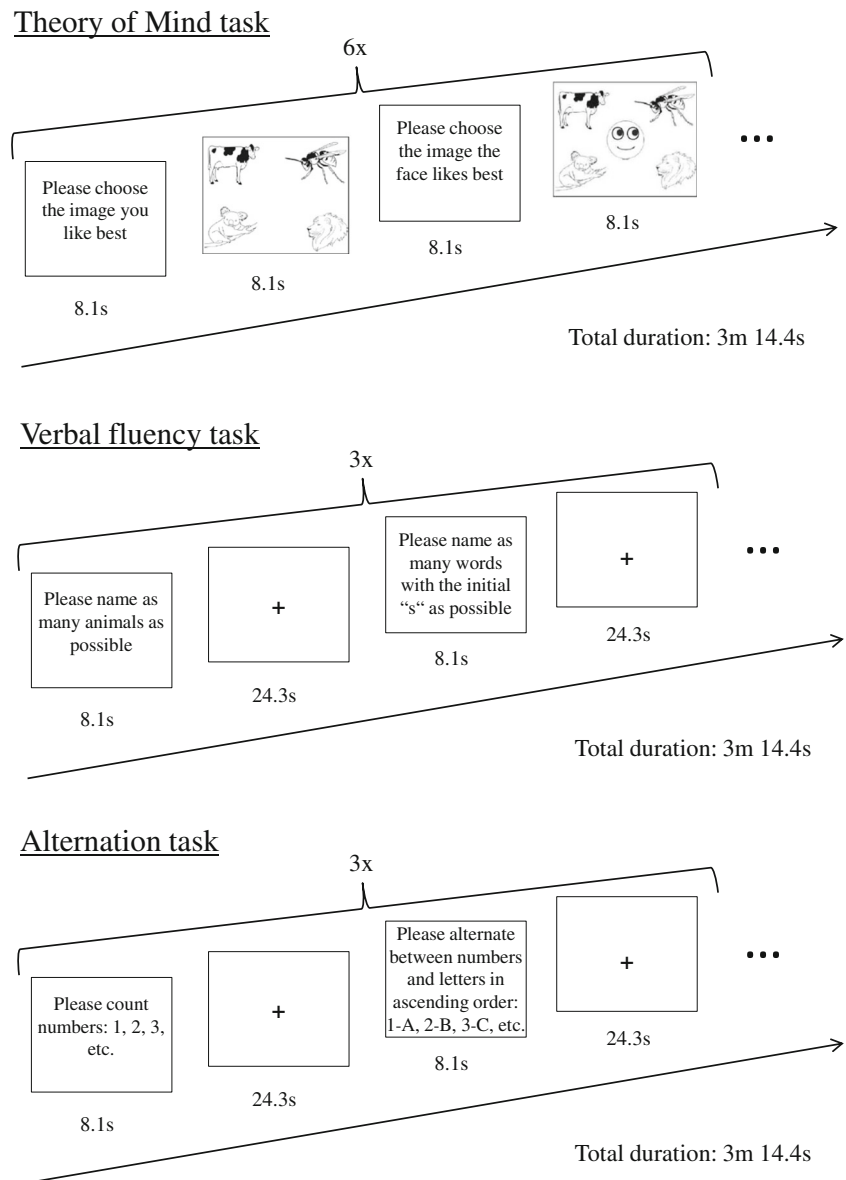 Theory of Mind task
6x
Please choose
the image you
like best
8.1s
8.1s
Please choose
the image the
face likes best
8.1s
8.1s
...
Total duration: 3m 14.4s
Verbal fluency task
3x
Please name as
many animals as
possible
8.1s
+
24.3s
Please name as
many words
with the initial
“s“ as possible
8.1s
+
24.3s
...
Total duration: 3m 14.4s
Alternation task
3x
Please count
numbers: 1, 2, 3,
etc.
8.1s
+
24.3s
Please alternate
between numbers
and letters in
ascending order:
1-A, 2-B, 3-C, etc.
8.1s
+
24.3s
...
Total duration: 3m 14.4s